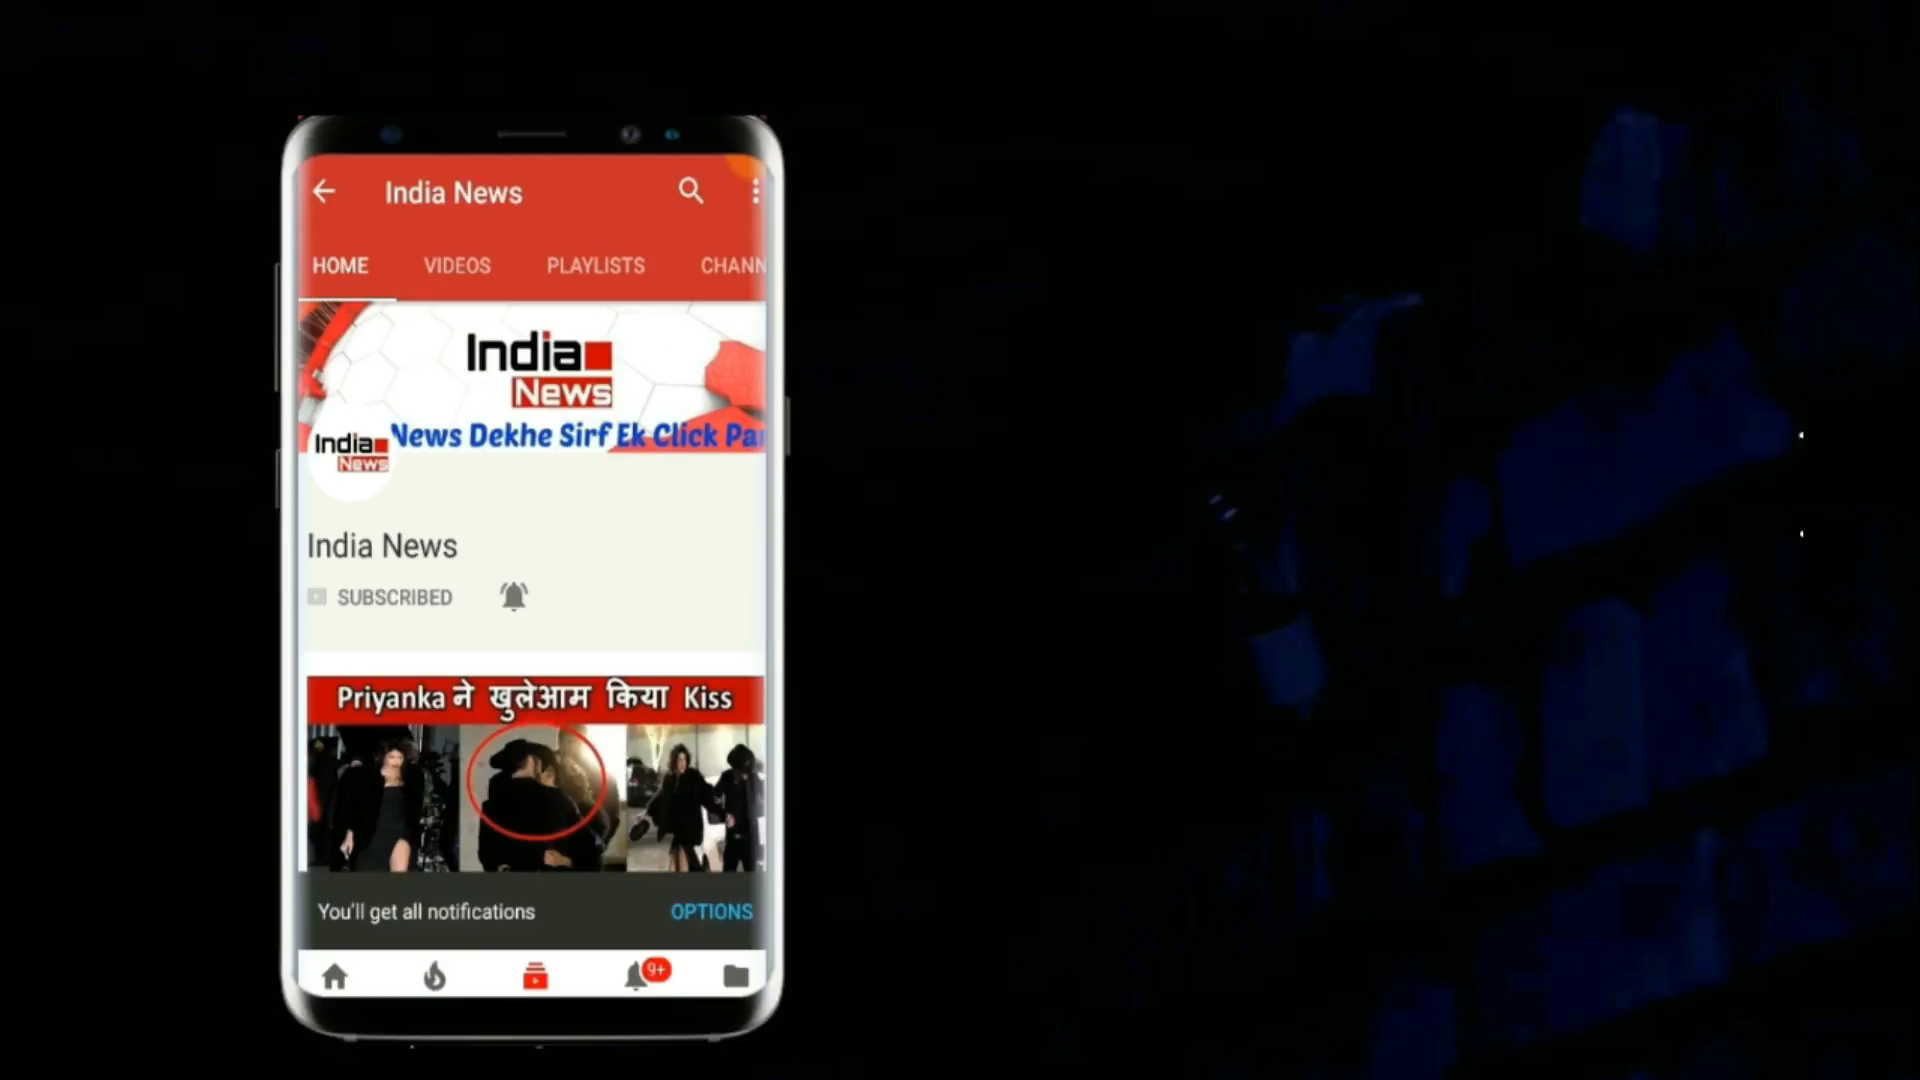 India News
HOME VIDEOS PLAYLISTS CHANN
India
News
News Dekhe Sirf Ek Click Par
India
News
India News
SUBSCRIBED
Priyanka ने खुलेआम किया Kiss
You'll get all notifications OPTIONS
9+